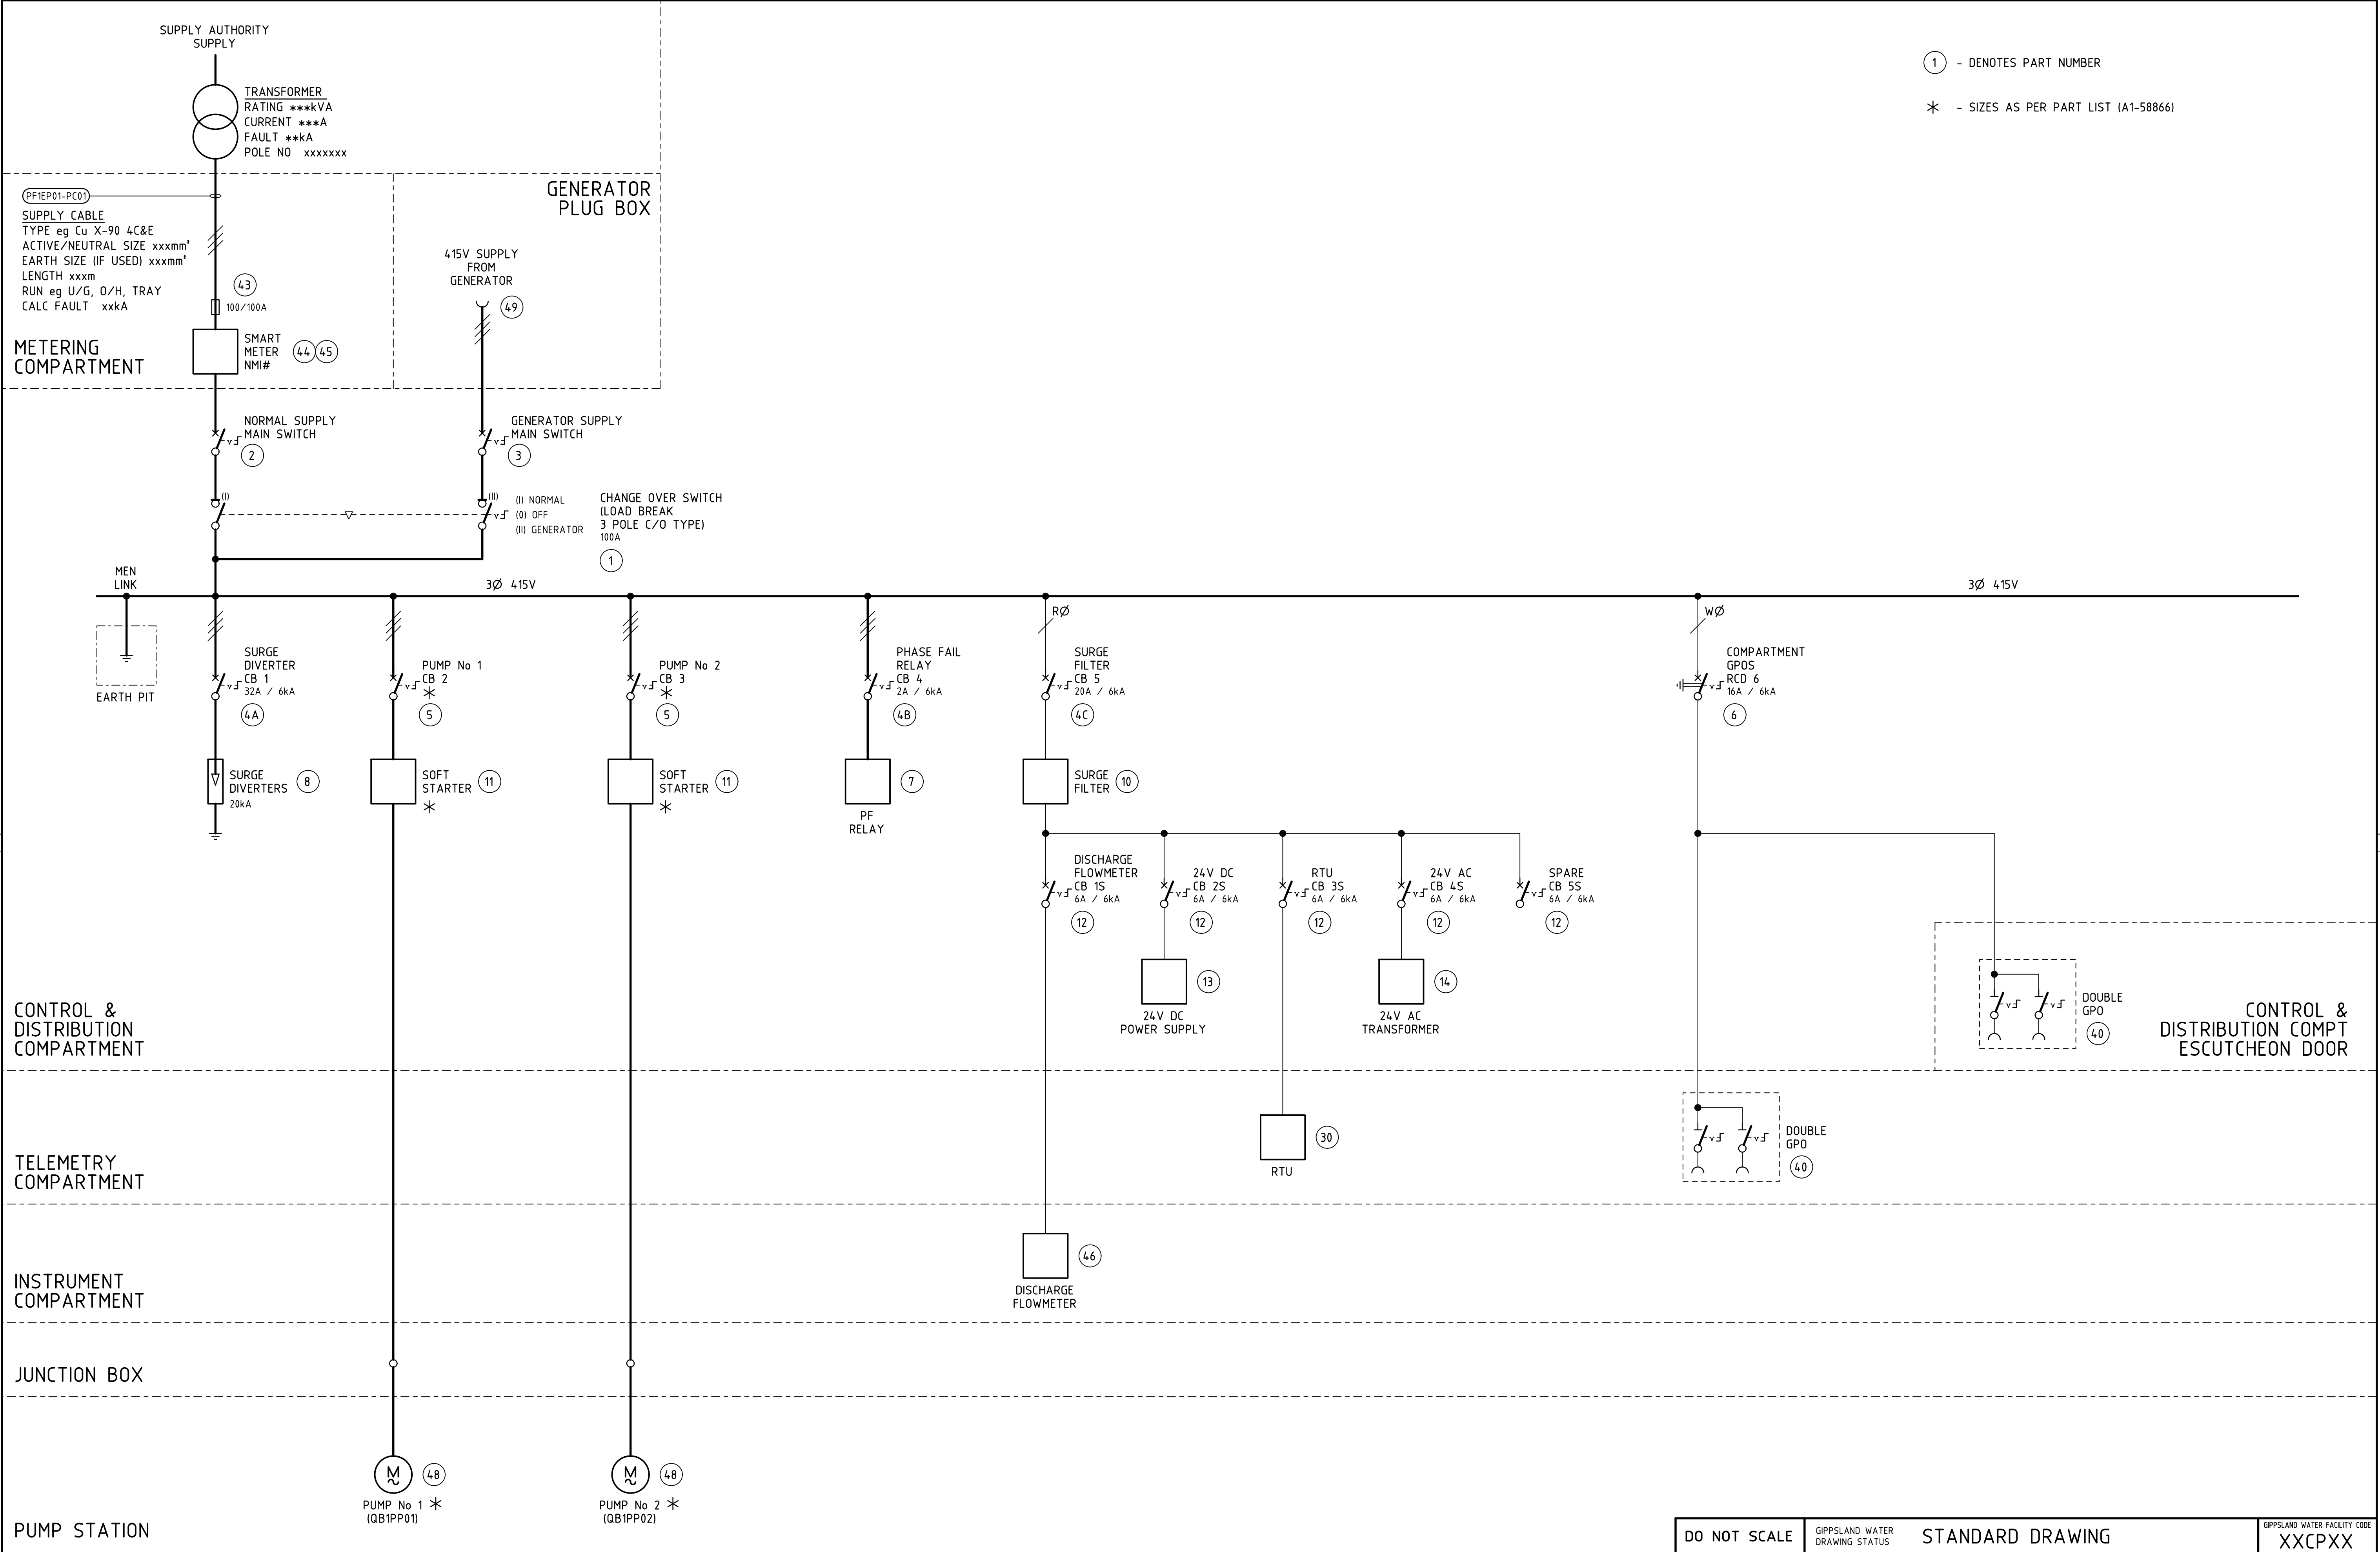 SUPPLY AUTHORITY
SUPPLY
TRANSFORMER
RATING ***kVA
CURRENT ***A
FAULT **kA
POLE NO xxxxxxx
1 - DENOTES PART NUMBER
* - SIZES AS PER PART LIST (A1-58866)
PF1EP01-PC01
SUPPLY CABLE
TYPE eg Cu X-90 4C&E
ACTIVE/NEUTRAL SIZE xxxmm²
EARTH SIZE (IF USED) xxxmm²
LENGTH xxxm
RUN eg U/G, O/H, TRAY
CALC FAULT xxkA
43
100/100A
SMART
METER
NMI#
44 45
METERING
COMPARTMENT
GENERATOR
PLUG BOX
415V SUPPLY
FROM
GENERATOR
49
NORMAL SUPPLY
MAIN SWITCH
2
GENERATOR SUPPLY
MAIN SWITCH
3
(I)
(II)
(I) NORMAL
(0) OFF
(II) GENERATOR
CHANGE OVER SWITCH
(LOAD BREAK
3 POLE C/O TYPE)
100A
1
MEN
LINK
3Ø 415V
3Ø 415V
EARTH PIT
SURGE
DIVERTER
CB 1
32A / 6kA
4A
PUMP No 1
CB 2
*
5
PUMP No 2
CB 3
*
5
PHASE FAIL
RELAY
CB 4
2A / 6kA
4B
RØ
SURGE
FILTER
CB 5
20A / 6kA
4C
WØ
COMPARTMENT
GPOS
RCD 6
16A / 6kA
6
SURGE
DIVERTERS
20kA
8
SOFT
STARTER
*
11
SOFT
STARTER
*
11
7
PF
RELAY
SURGE
FILTER
10
DISCHARGE
FLOWMETER
CB 1S
6A / 6kA
12
24V DC
CB 2S
6A / 6kA
12
RTU
CB 3S
6A / 6kA
12
24V AC
CB 4S
6A / 6kA
12
SPARE
CB 5S
6A / 6kA
12
13
24V DC
POWER SUPPLY
14
24V AC
TRANSFORMER
DOUBLE
GPO
40
CONTROL &
DISTRIBUTION
COMPARTMENT
CONTROL &
DISTRIBUTION COMPT
ESCUTCHEON DOOR
30
RTU
DOUBLE
GPO
40
TELEMETRY
COMPARTMENT
46
DISCHARGE
FLOWMETER
INSTRUMENT
COMPARTMENT
JUNCTION BOX
M
48
PUMP No 1 *
(QB1PP01)
M
48
PUMP No 2 *
(QB1PP02)
PUMP STATION
DO NOT SCALE
GIPPSLAND WATER
DRAWING STATUS
STANDARD DRAWING
GIPPSLAND WATER FACILITY CODE
XXCPXX